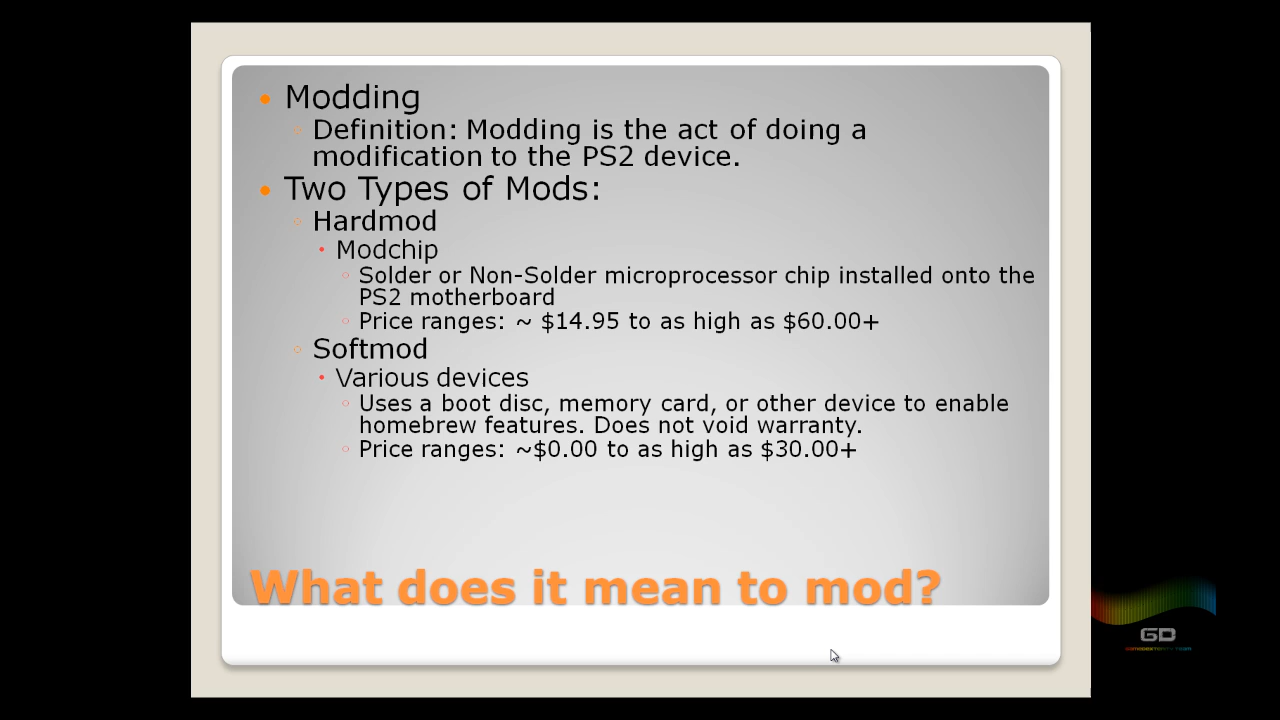 Modding
Definition: Modding is the act of doing a
modification to the PS2 device.
Two Types of Mods:
Hardmod
Modchip
Solder or Non-Solder microprocessor chip installed onto the
PS2 motherboard
Price ranges: ~ $14.95 to as high as $60.00+
Softmod
Various devices
Uses a boot disc, memory card, or other device to enable
homebrew features. Does not void warranty.
Price ranges: ~$0.00 to as high as $30.00+
What does it mean to mod?
GD